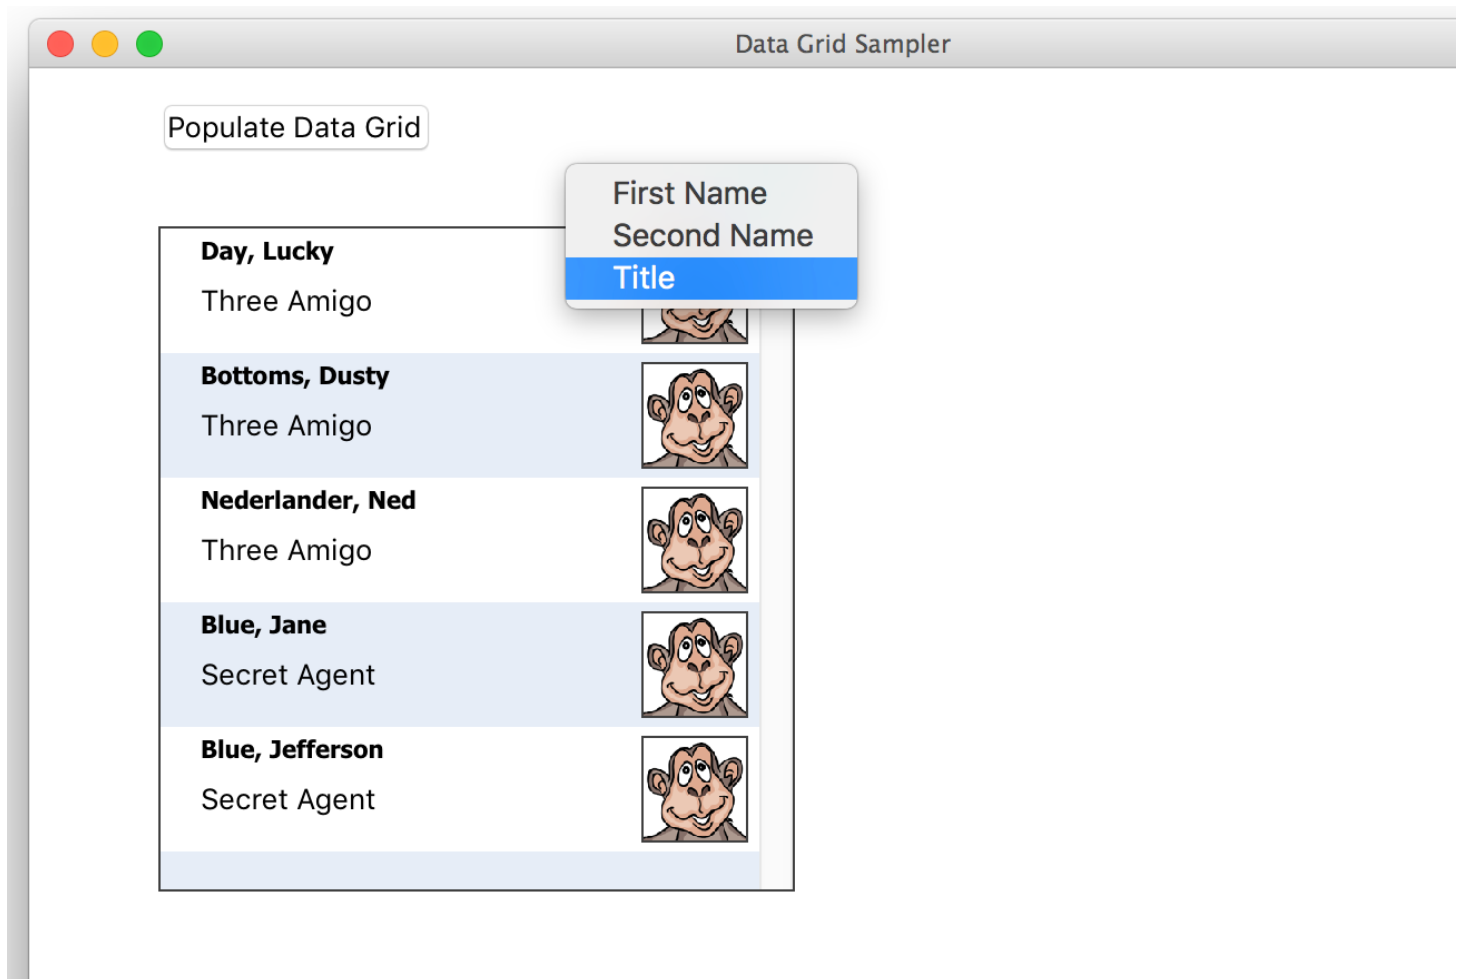 Data Grid Sampler
Populate Data Grid
First Name
Second Name
Title
Day, Lucky
Three Amigo
Bottoms, Dusty
Three Amigo
Nederlander, Ned
Three Amigo
Blue, Jane
Secret Agent
Blue, Jefferson
Secret Agent